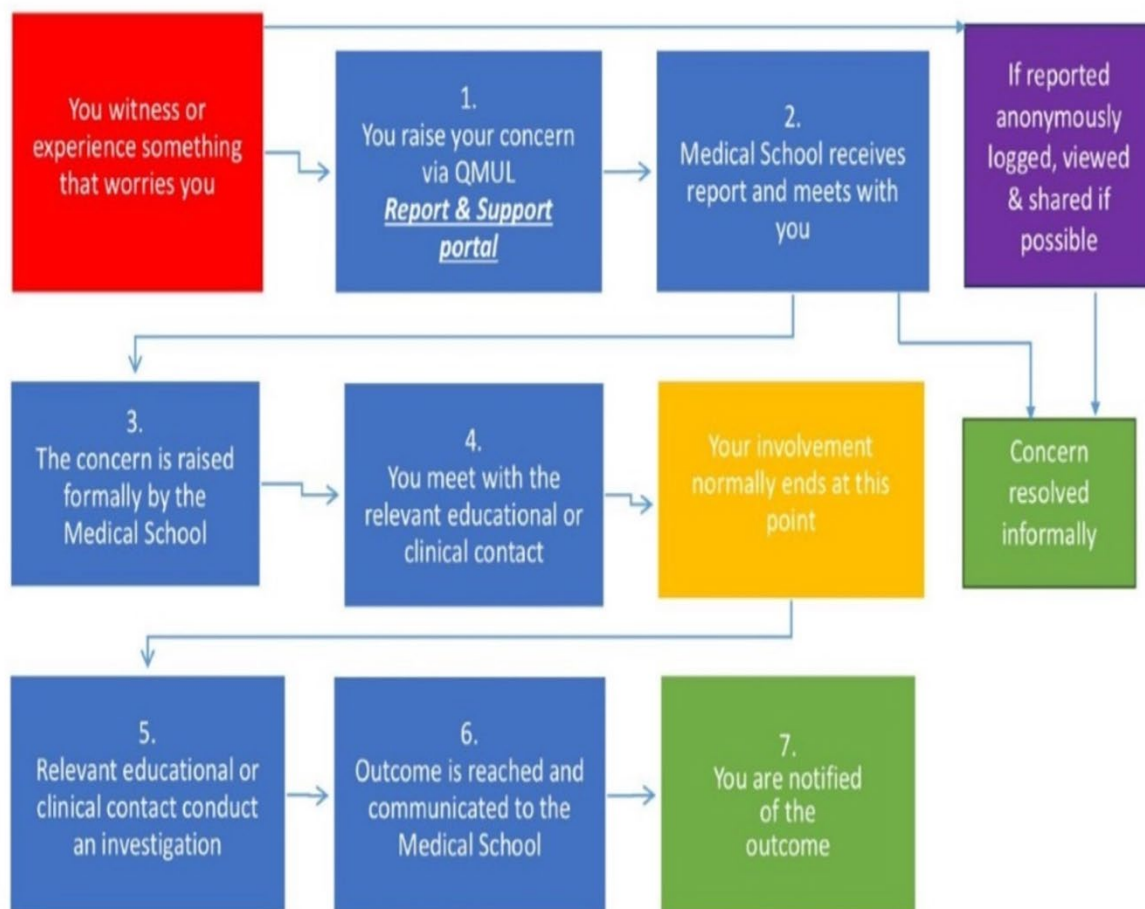 You witness or
experience something
that worries you
1.
You raise your concern
via QMUL
Report & Support
portal
2.
Medical School receives
report and meets with
you
If reported
anonymously
logged, viewed
& shared if
possible
3.
The concern is raised
formally by the
Medical School
4.
You meet with the
relevant educational or
clinical contact
Your involvement
normally ends at this
point
Concern
resolved
informally
5.
Relevant educational or
clinical contact conduct
an investigation
6.
Outcome is reached and
communicated to the
Medical School
7.
You are notified
of the
outcome